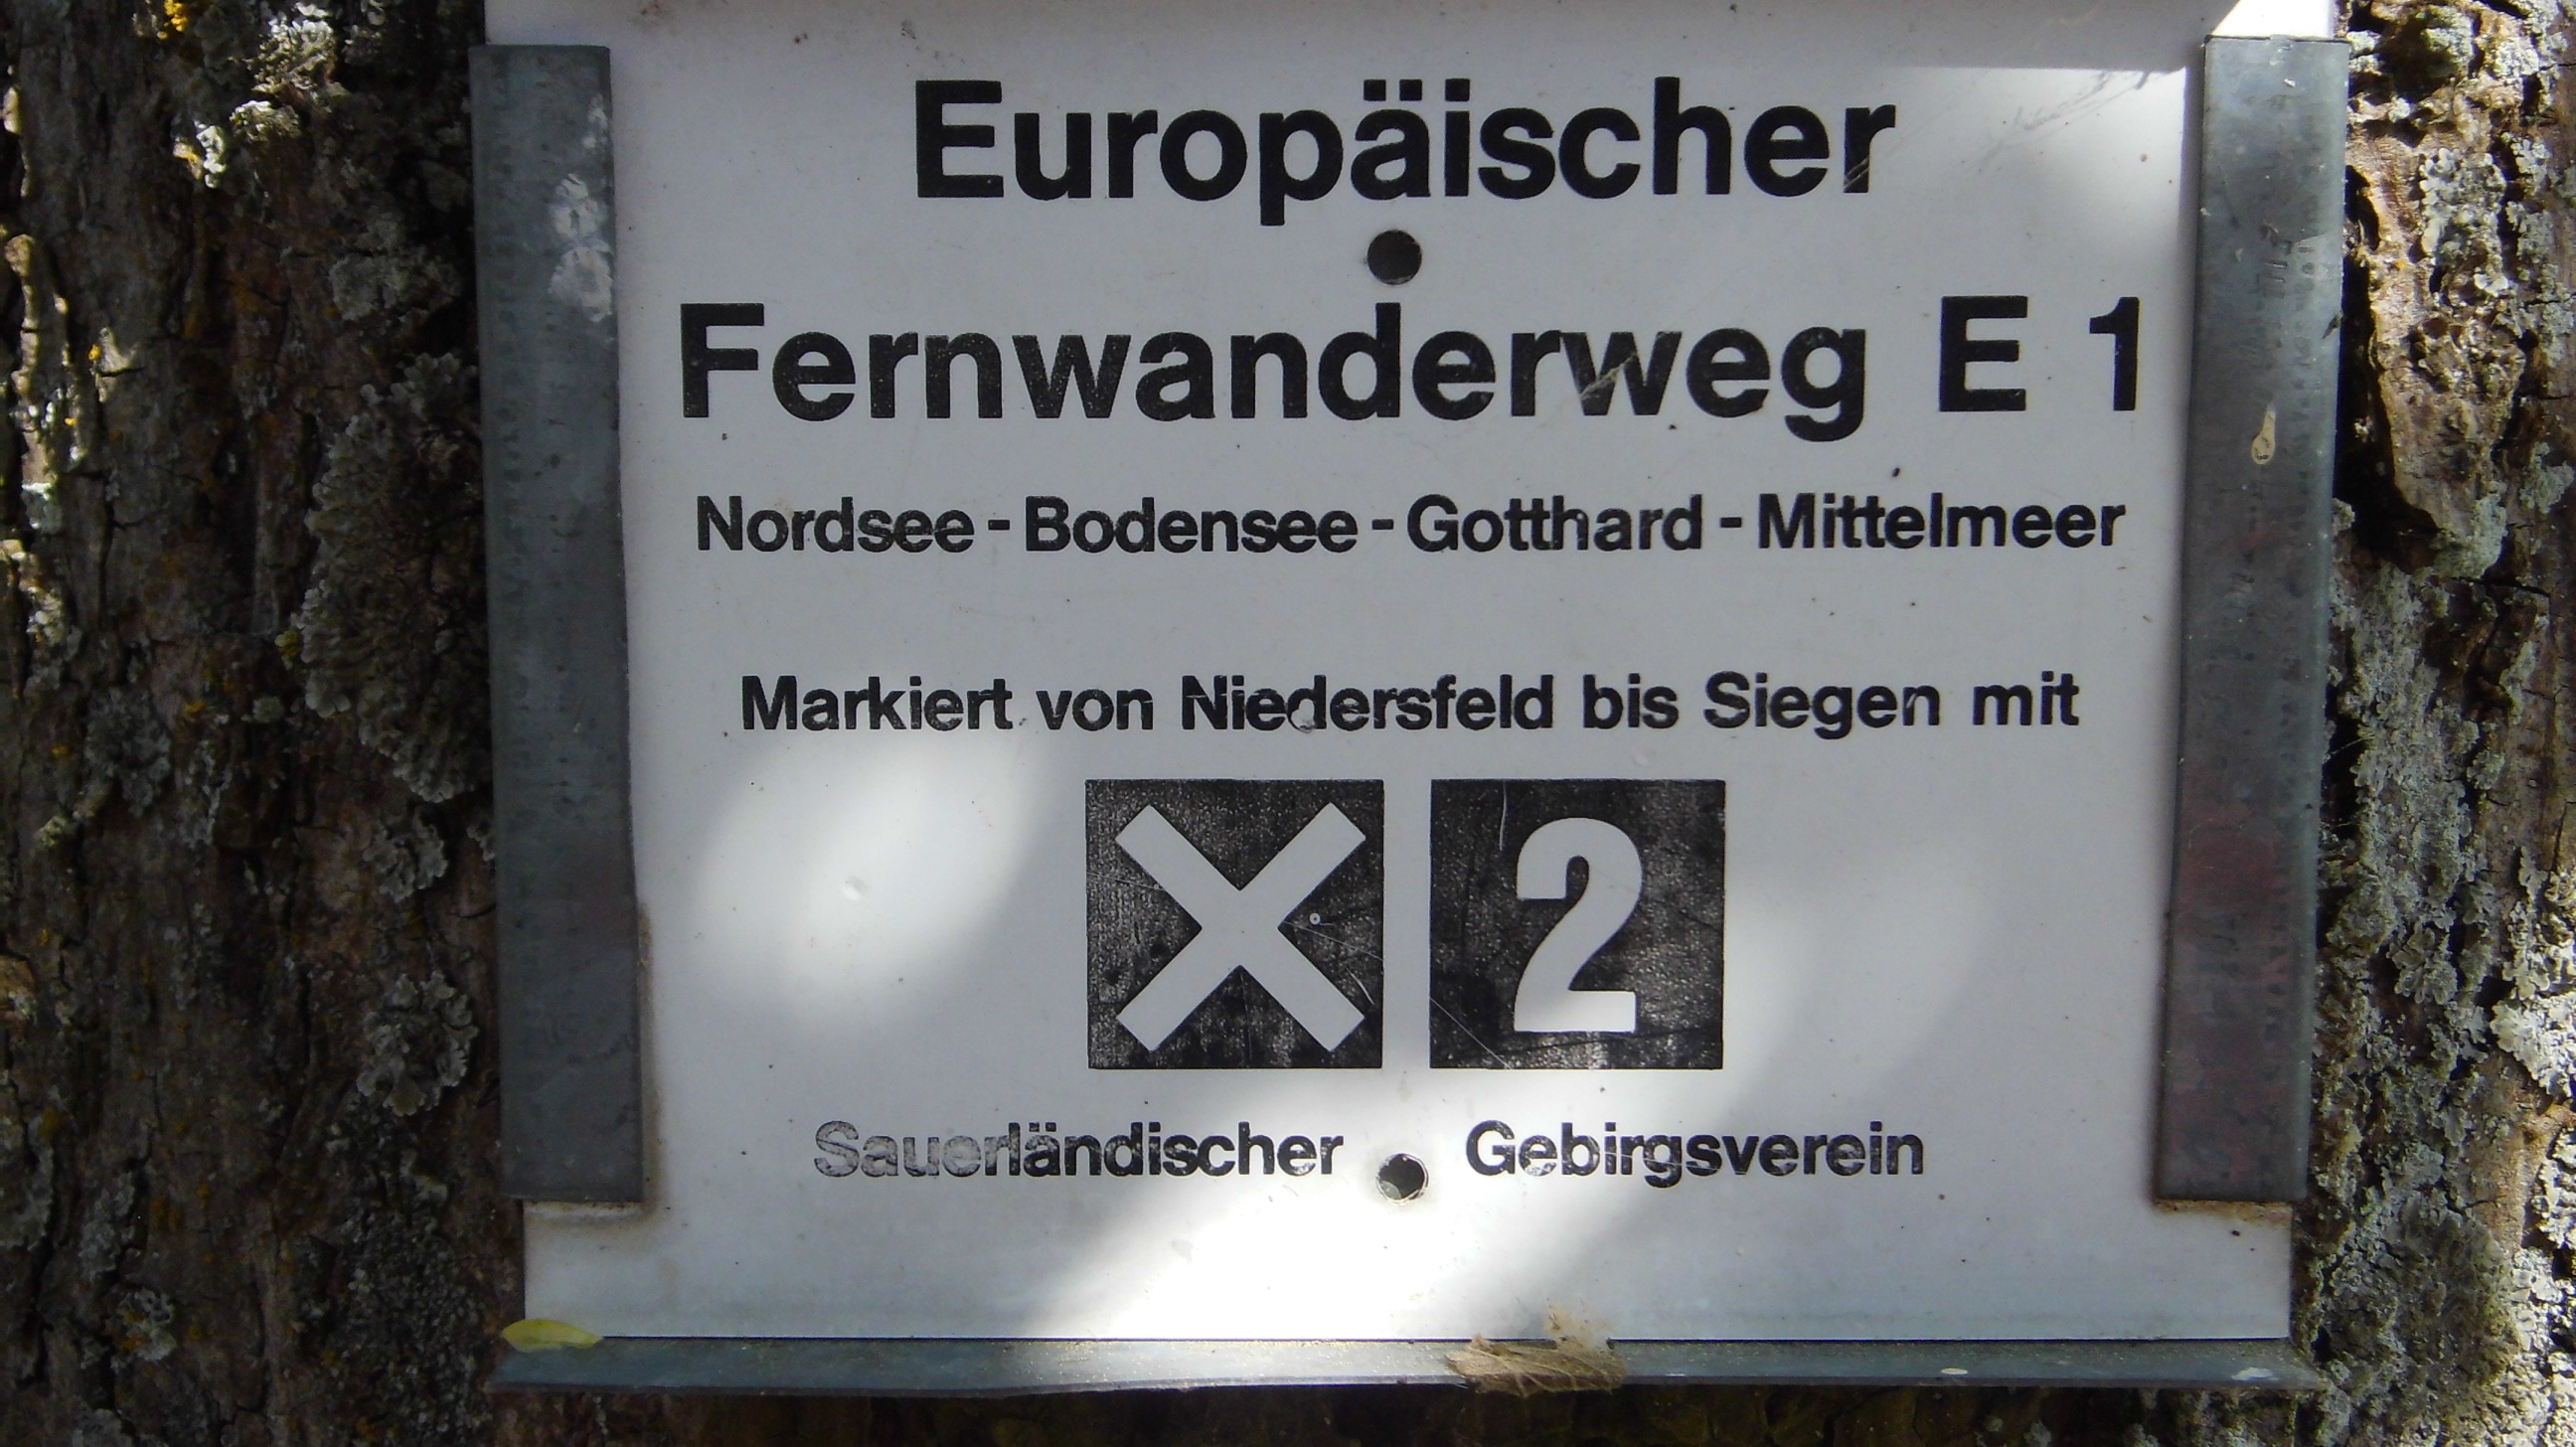 Europäischer
Fernwanderweg E 1
Nordsee - Bodensee - Gotthard - Mittelmeer
Markiert von Niedersfeld bis Siegen mit
X 2
Sauerländischer Gebirgsverein